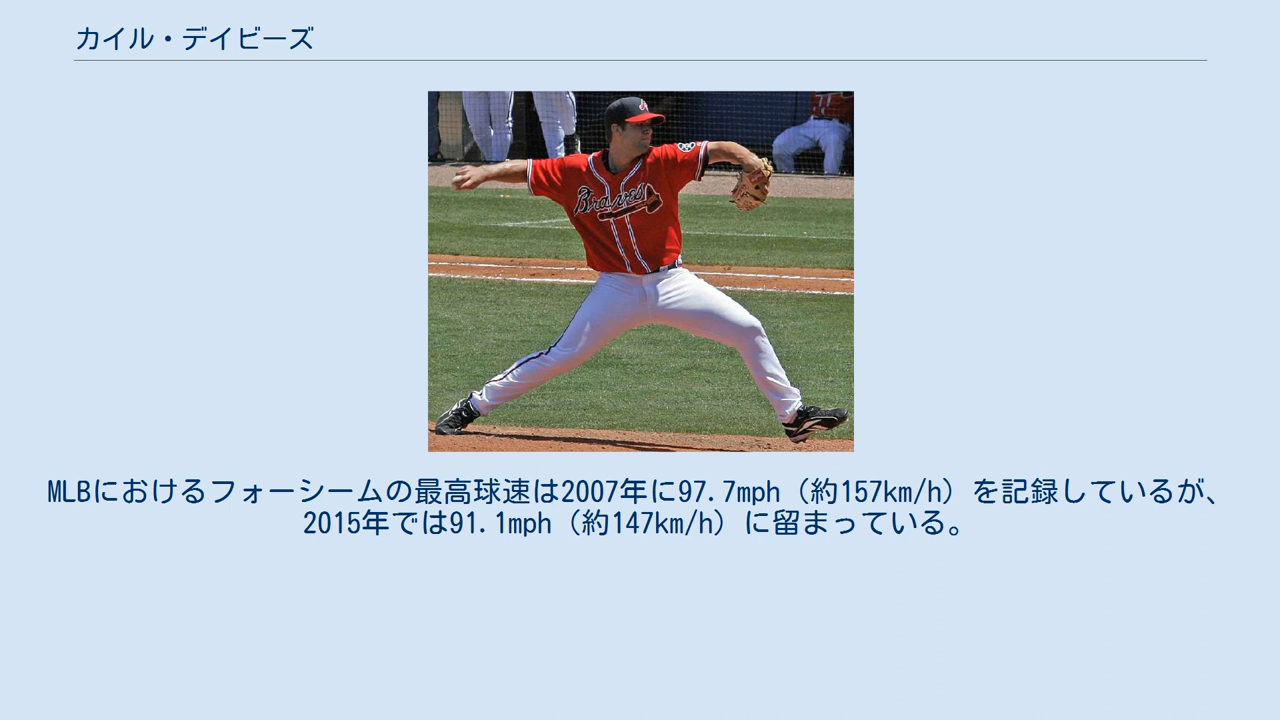 カイル・デイビーズ
Braves
MLBにおけるフォーシームの最高球速は2007年に97.7mph（約157km/h）を記録しているが、
2015年では91.1mph（約147km/h）に留まっている。